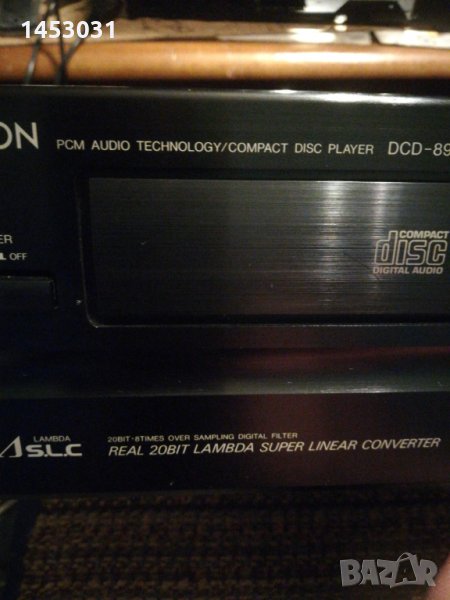 1453031
ON PCM AUDIO TECHNOLOGY/COMPACT DISC PLAYER DCD-89
COMPACT
disc
DIGITAL AUDIO
ER
OFF
LAMBDA
S.L.C
20BIT·8TIMES OVER SAMPLING DIGITAL FILTER
REAL 20BIT LAMBDA SUPER LINEAR CONVERTER
BAZAR